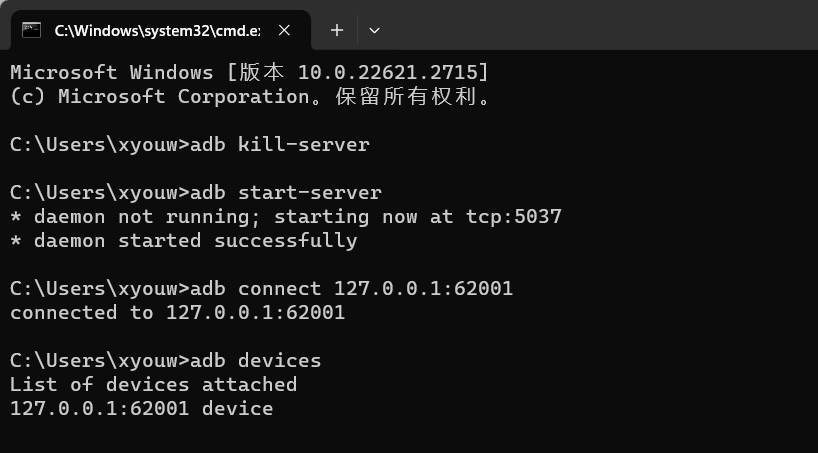 C:\Windows\system32\cmd.e
Microsoft Windows [版本 10.0.22621.2715]
(c) Microsoft Corporation。保留所有权利。
C:\Users\xyouw>adb kill-server
C:\Users\xyouw>adb start-server
* daemon not running; starting now at tcp:5037
* daemon started successfully
C:\Users\xyouw>adb connect 127.0.0.1:62001
connected to 127.0.0.1:62001
C:\Users\xyouw>adb devices
List of devices attached
127.0.0.1:62001 device